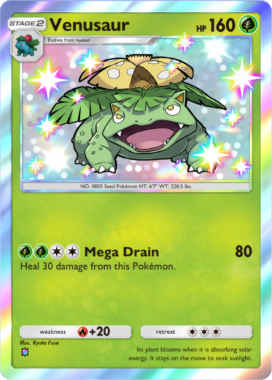 STAGE 2 Venusaur HP 160
Evolves from Ivysaur
NO. 0003 Seed Pokémon HT: 6'7" WT: 220.5 lbs.
Mega Drain 80
Heal 30 damage from this Pokémon.
weakness +20 retreat
Illus. Ryota Fuse
Its plant blooms when it is absorbing solar
energy. It stays on the move to seek sunlight.